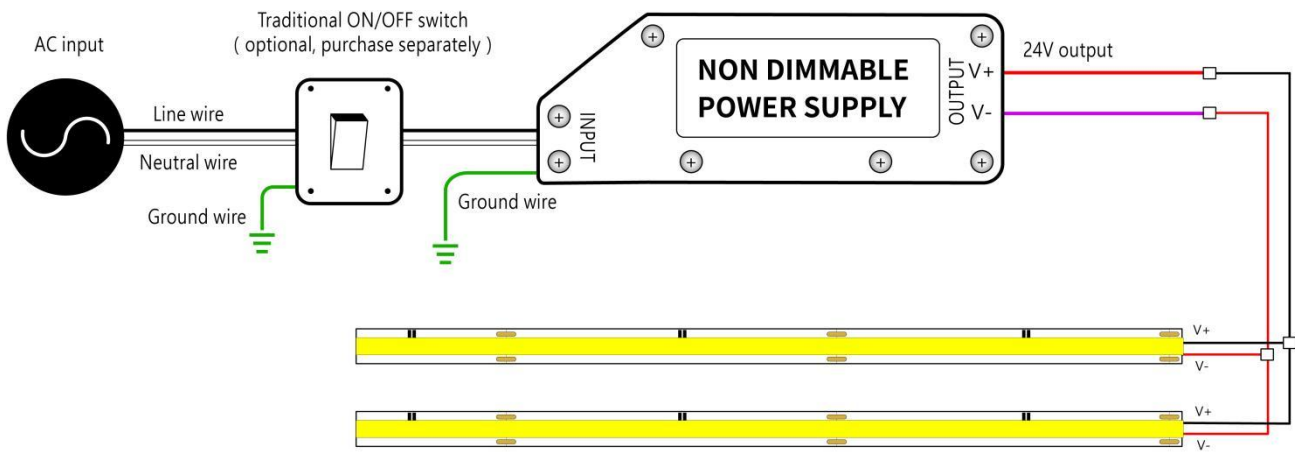 Traditional ON/OFF switch
( optional, purchase separately )
AC input
24V output
NON DIMMABLE
POWER SUPPLY
OUTPUT
V+
V-
INPUT
Line wire
Neutral wire
Ground wire
Ground wire
V+
V-
V+
V-